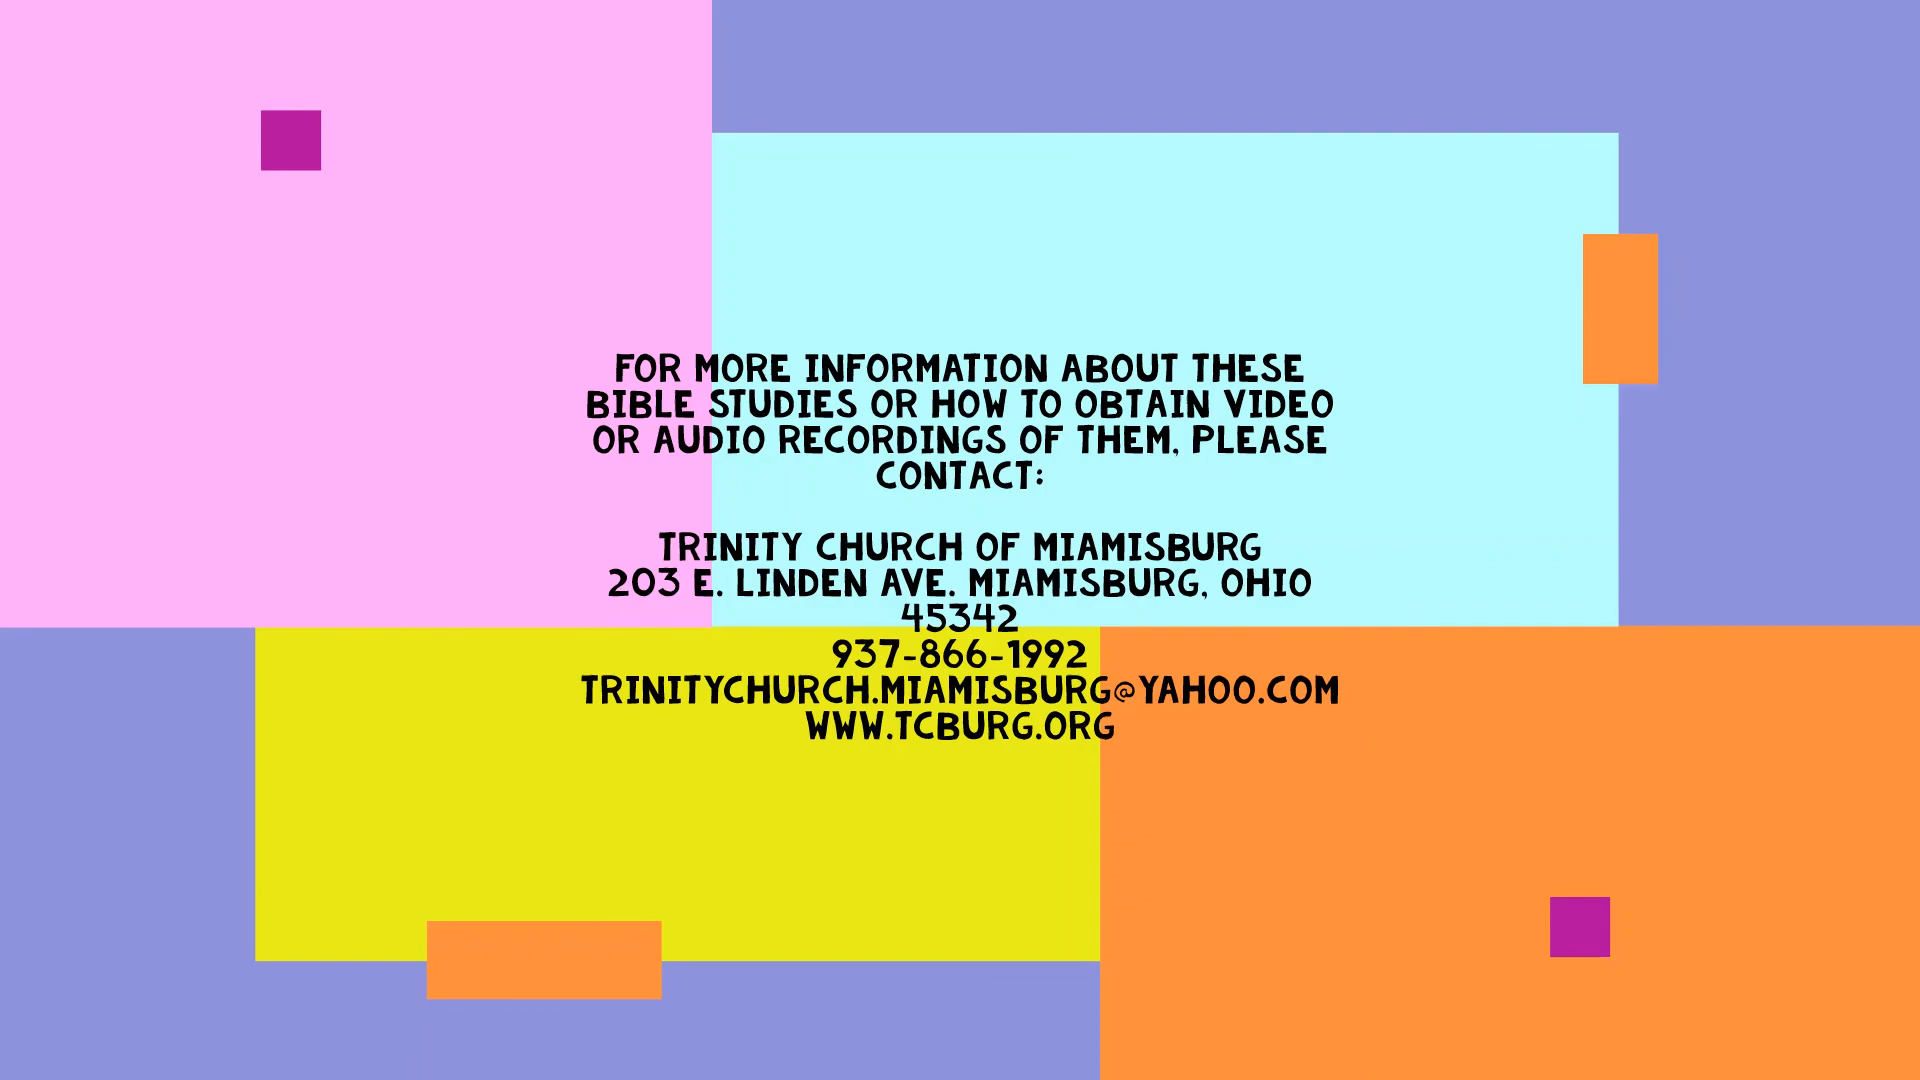 FOR MORE INFORMATION ABOUT THESE
BIBLE STUDIES OR HOW TO OBTAIN VIDEO
OR AUDIO RECORDINGS OF THEM, PLEASE
CONTACT:
TRINITY CHURCH OF MIAMISBURG
203 E. LINDEN AVE. MIAMISBURG, OHIO
45342
937-866-1992
TRINITYCHURCH.MIAMISBURG@YAHOO.COM
WWW.TCBURG.ORG